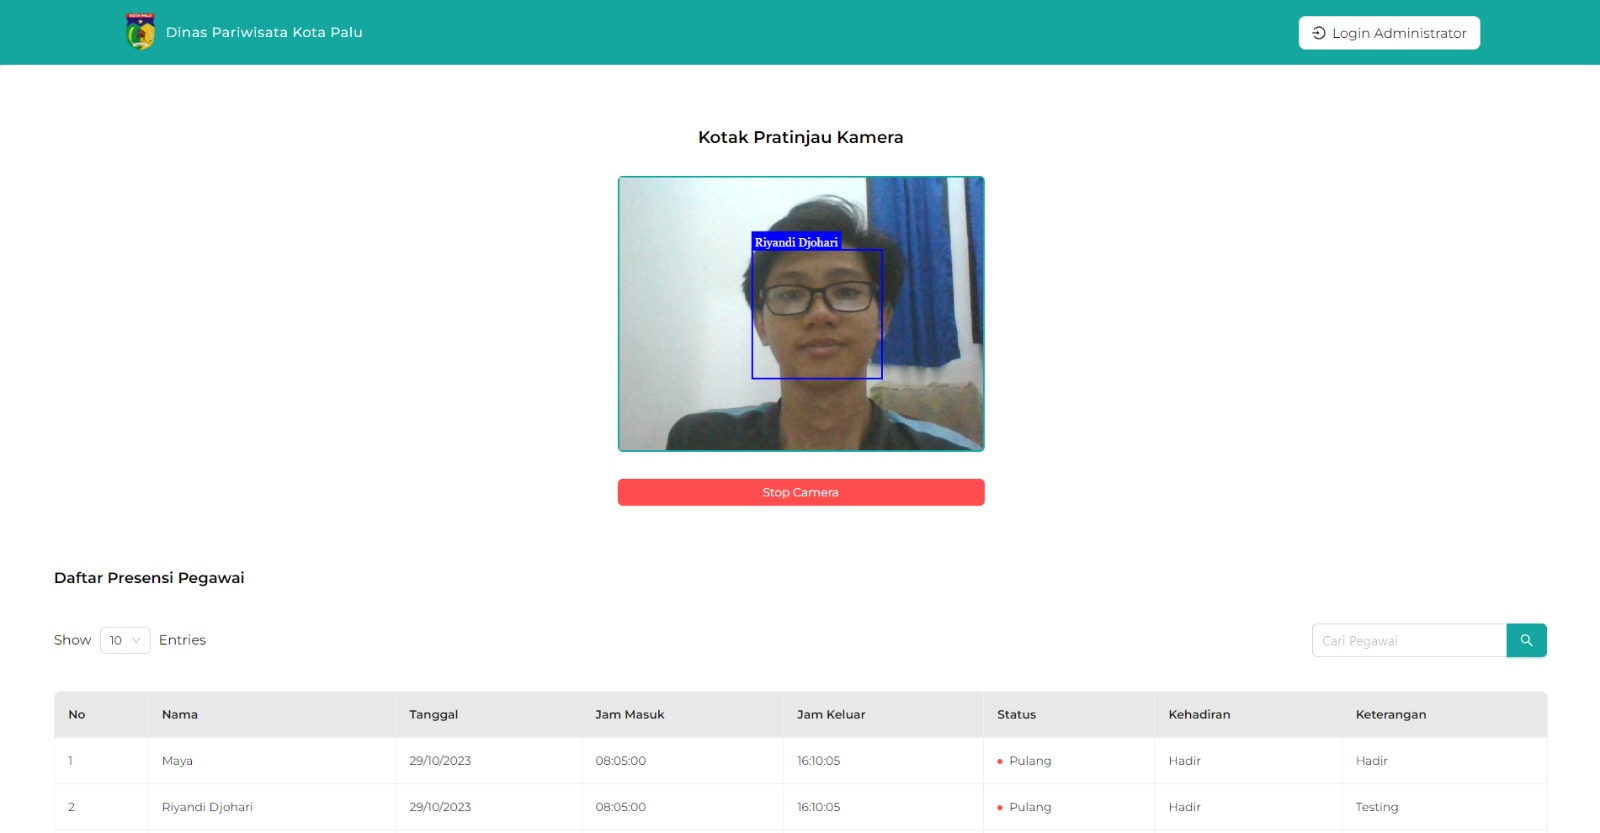 KOTA PALU
Dinas Pariwisata Kota Palu
Login Administrator
Kotak Pratinjau Kamera
Riyandi Djohari
Stop Camera
Daftar Presensi Pegawai
Show 10 Entries
Cari Pegawai
No Nama Tanggal Jam Masuk Jam Keluar Status Kehadiran Keterangan
1 Maya 29/10/2023 08:05:00 16:10:05 Pulang Hadir Hadir
2 Riyandi Djohari 29/10/2023 08:05:00 16:10:05 Pulang Hadir Testing